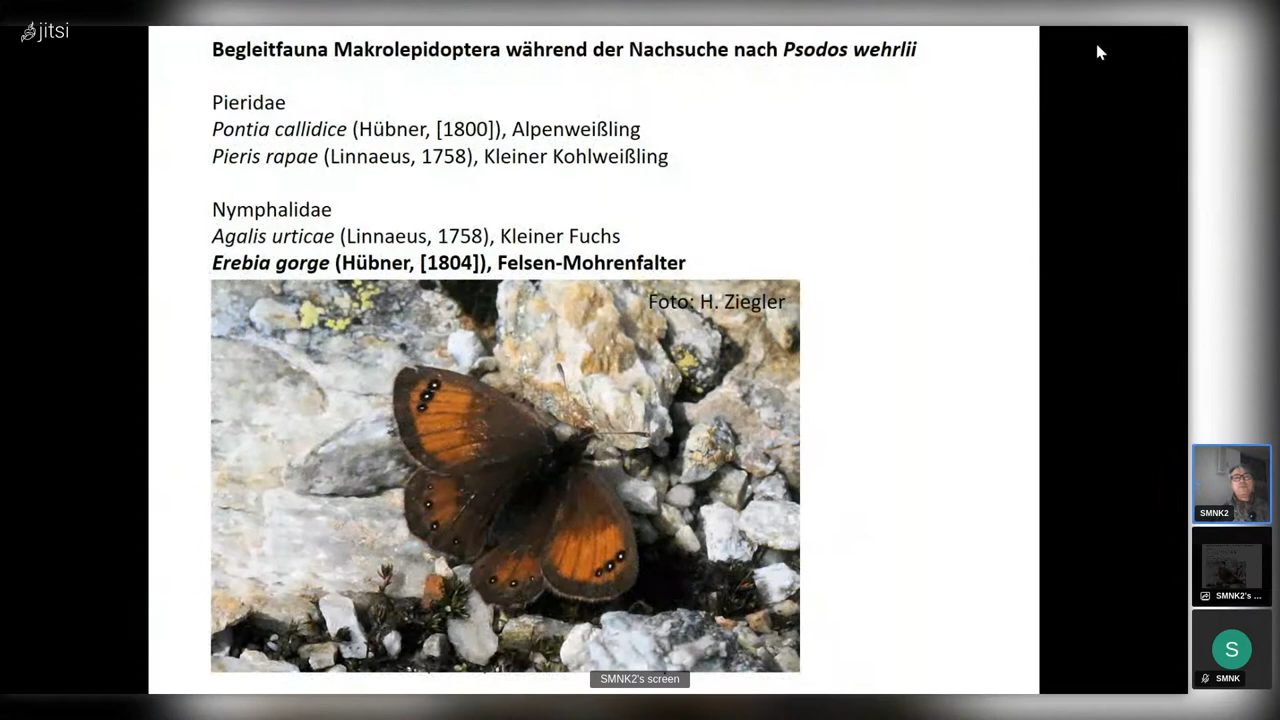 jitsi
Begleitfauna Makrolepidoptera während der Nachsuche nach Psodos wehrlii
Pieridae
Pontia callidice (Hübner, [1800]), Alpenweißling
Pieris rapae (Linnaeus, 1758), Kleiner Kohlweißling
Nymphalidae
Agalis urticae (Linnaeus, 1758), Kleiner Fuchs
Erebia gorge (Hübner, [1804]), Felsen-Mohrenfalter
Foto: H. Ziegler
SMNK2
SMNK2's ...
S
SMNK
SMNK2's screen